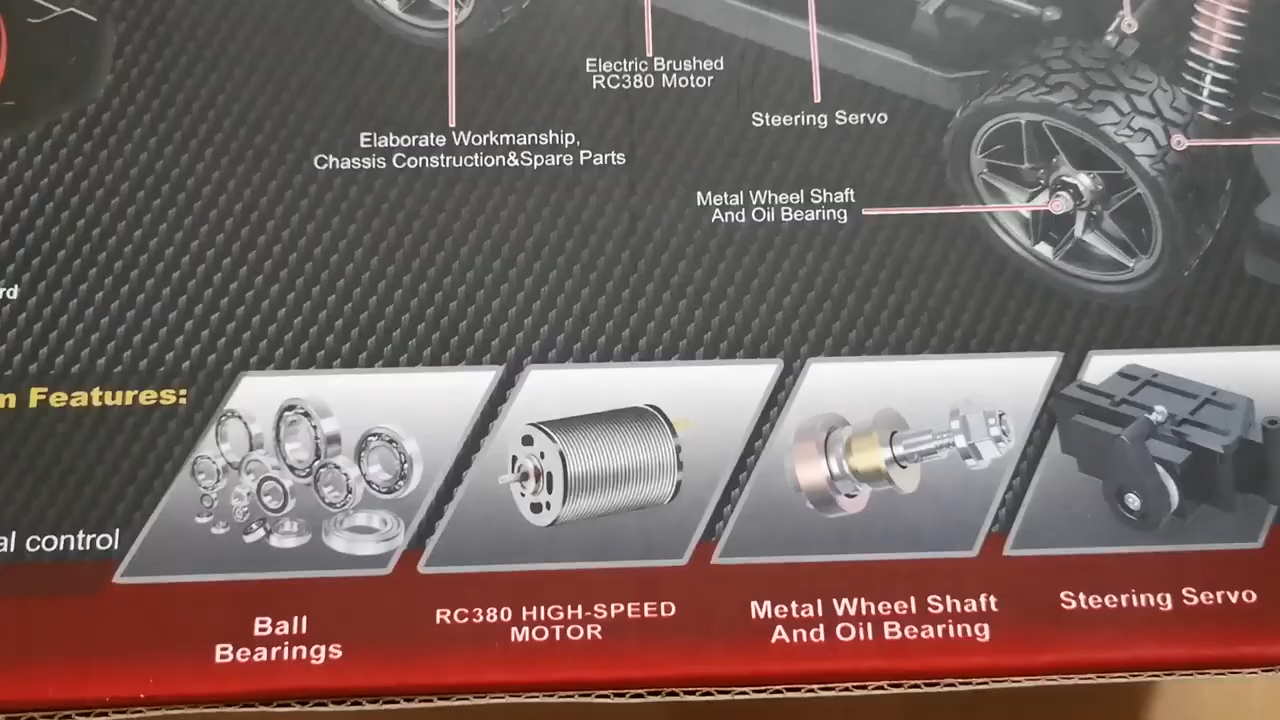 Electric Brushed
RC380 Motor
Steering Servo
Elaborate Workmanship,
Chassis Construction&Spare Parts
Metal Wheel Shaft
And Oil Bearing
rd
m Features:
al control
Ball
Bearings
RC380 HIGH-SPEED
MOTOR
Metal Wheel Shaft
And Oil Bearing
Steering Servo